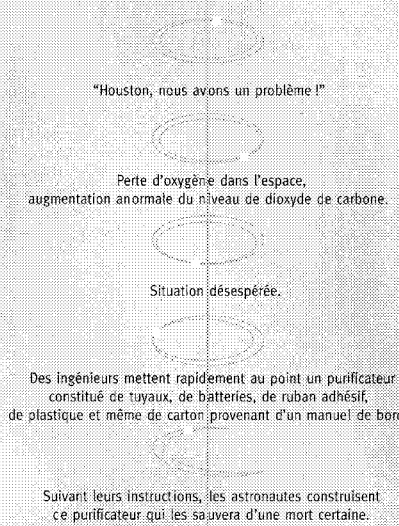 “Houston, nous avons un problème !”
Perte d’oxygène dans l’espace,
augmentation anormale du niveau de dioxyde de carbone.
Situation désespérée.
Des ingénieurs mettent rapidement au point un purificateur
constitué de tuyaux, de batteries, de ruban adhésif,
de plastique et même de carton provenant d’un manuel de bor
Suivant leurs instructions, les astronautes construisent
ce purificateur qui les sauvera d’une mort certaine.